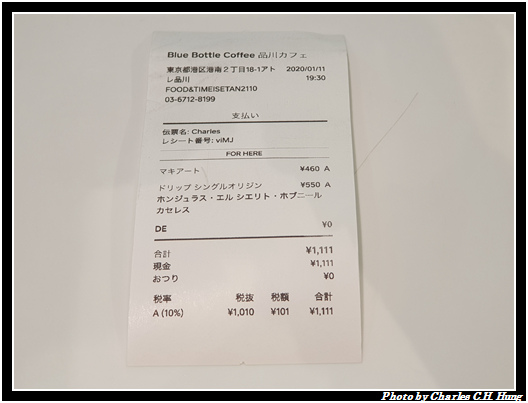 Blue Bottle Coffee 品川カフェ
東京都港区港南２丁目18-1アト 2020/01/11
レ品川 19:30
FOOD&TIMEISETAN2110
03-6712-8199
支払い
伝票名: Charles
レシート番号: viMJ
FOR HERE
マキアート ¥460 A
ドリップ シングルオリジン ¥550 A
ホンジュラス・エル シエリト・ホブニール
カセレス
DE ¥0
合計 ¥1,111
現金 ¥1,111
おつり ¥0
税率 税抜 税額 合計
A (10%) ¥1,010 ¥101 ¥1,111
Photo by Charles C.H. Hung